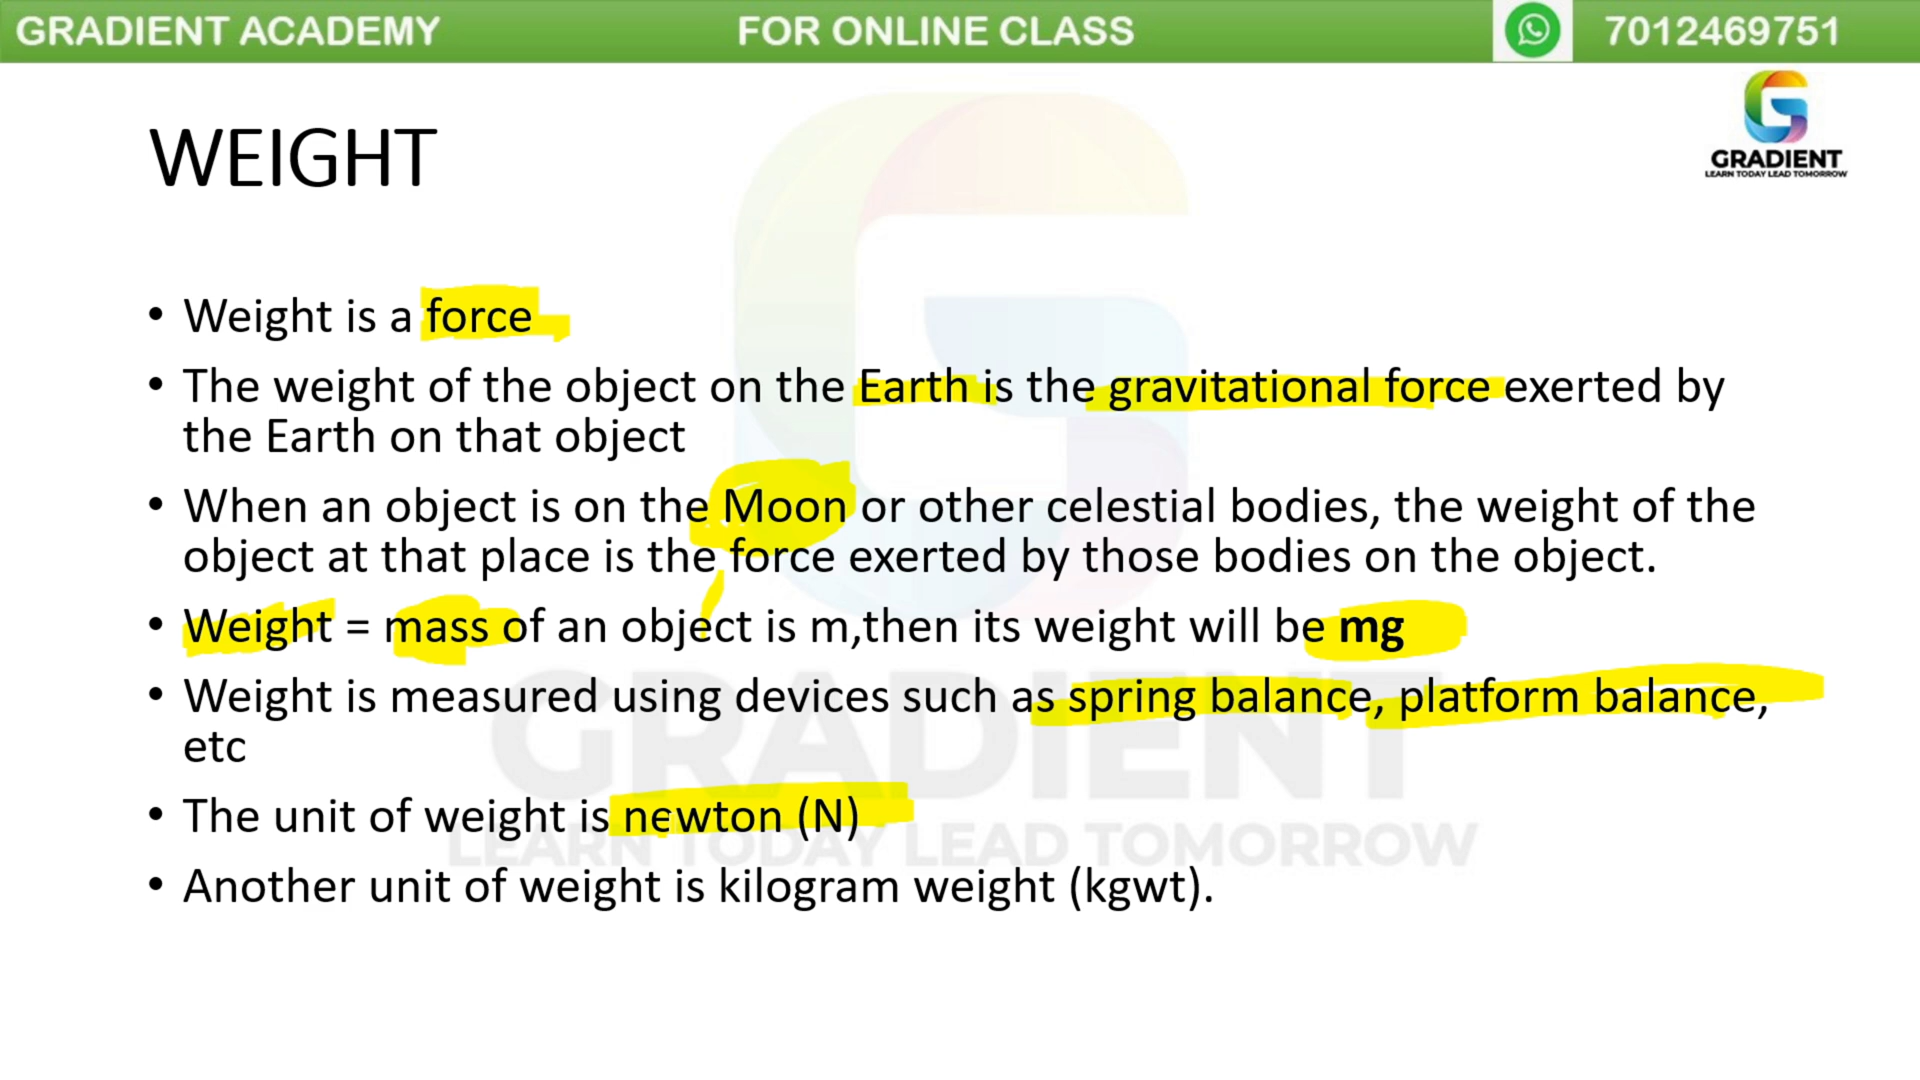 GRADIENT ACADEMY FOR ONLINE CLASS 7012469751
GRADIENT
LEARN TODAY LEAD TOMORROW
WEIGHT
• Weight is a force
• The weight of the object on the Earth is the gravitational force exerted by
the Earth on that object
• When an object is on the Moon or other celestial bodies, the weight of the
object at that place is the force exerted by those bodies on the object.
• Weight = mass of an object is m,then its weight will be mg
• Weight is measured using devices such as spring balance, platform balance,
etc
• The unit of weight is newton (N)
• Another unit of weight is kilogram weight (kgwt).
GRADIENT
LEARN TODAY LEAD TOMORROW